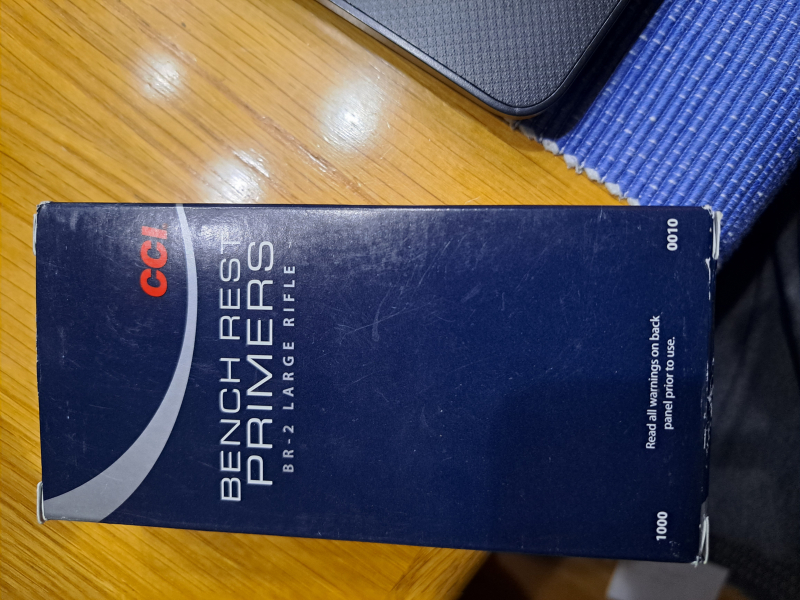 CCI
BENCH REST
PRIMERS
BR-2 LARGE RIFLE
Read all warnings on back
panel prior to use.
1000
0010